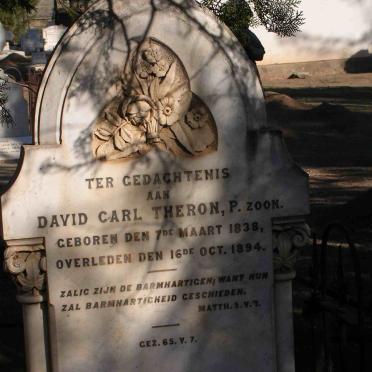 TER GEDACHTENIS
AAN
DAVID CARL THERON, P. ZOON.
GEBOREN DEN 7DE MAART 1838,
OVERLEDEN DEN 16DE OCT. 1894.
ZALIG ZIJN DE BARMHARTIGEN; WANT HUN
ZAL BARMHARTIGHEID GESCHIEDEN.
MATTH. 5. V. 7.
GEZ. 65. V. 7.